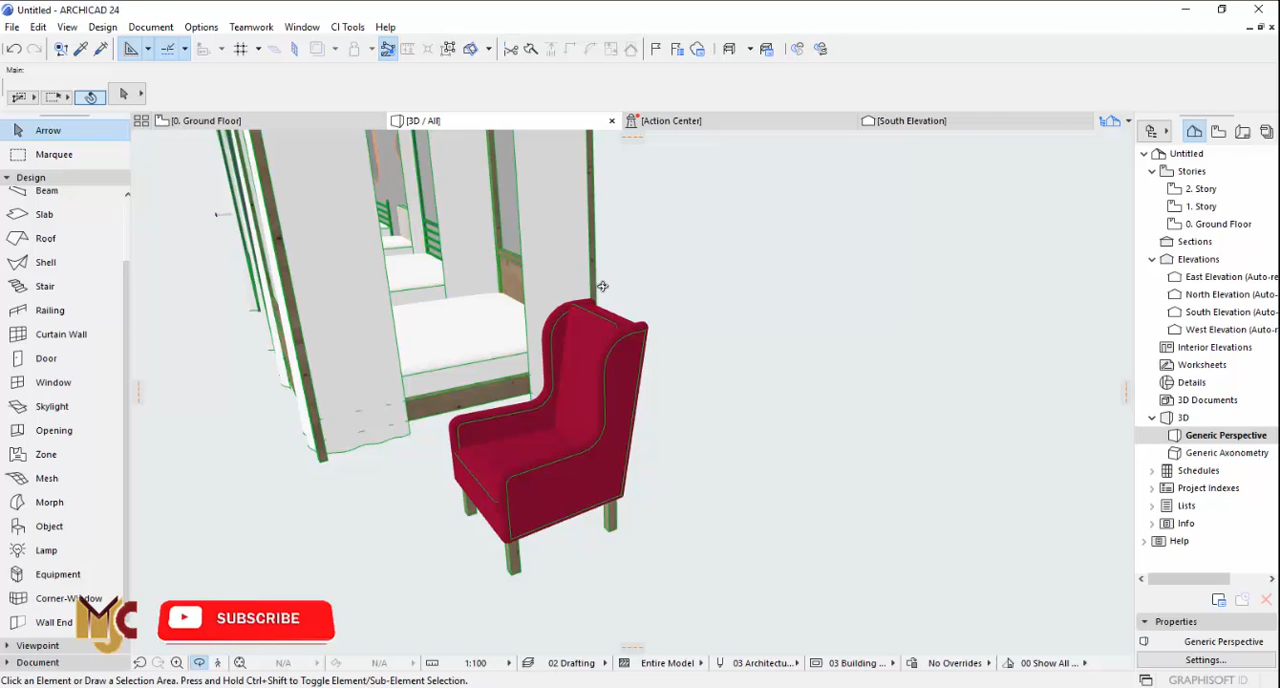 Untitled - ARCHICAD 24
File Edit View Design Document Options Teamwork Window CI Tools Help
Main:
[0. Ground Floor] [3D / All] [Action Center] [South Elevation]
Arrow
Marquee
Design
Beam
Slab
Roof
Shell
Stair
Railing
Curtain Wall
Door
Window
Skylight
Opening
Zone
Mesh
Morph
Object
Lamp
Equipment
Corner-Window
Wall End
Viewpoint
Document
MJC
SUBSCRIBE
Untitled
Stories
2. Story
1. Story
0. Ground Floor
Sections
Elevations
East Elevation (Auto-r
North Elevation (Auto-
South Elevation (Auto-
West Elevation (Auto-r
Interior Elevations
Worksheets
Details
3D Documents
3D
Generic Perspective
Generic Axonometry
Schedules
Project Indexes
Lists
Info
Help
Properties
Generic Perspective
Settings...
N/A N/A 1:100 02 Drafting Entire Model 03 Architectu... 03 Building ... No Overrides 00 Show All ...
Click an Element or Draw a Selection Area. Press and Hold Ctrl+Shift to Toggle Element/Sub-Element Selection.
GRAPHISOFT ID